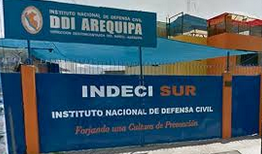 INSTITUTO NACIONAL DE DEFENSA CIVIL
DDI AREQUIPA
INDECI SUR
INSTITUTO NACIONAL DE DEFENSA CIVIL
Forjando una Cultura de Prevención.